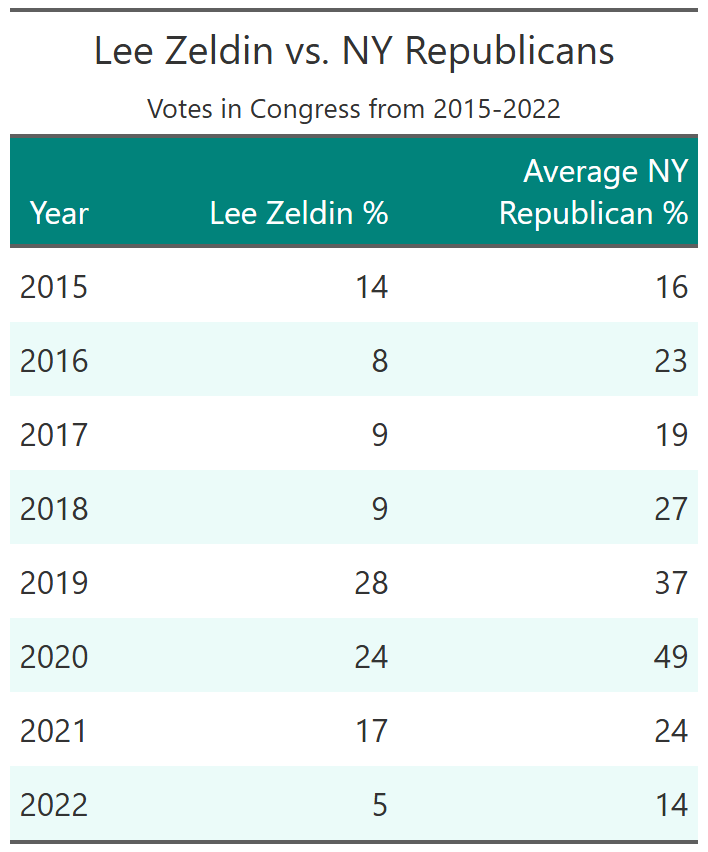 Lee Zeldin vs. NY Republicans
Votes in Congress from 2015-2022
Year Lee Zeldin % Average NY Republican %
2015 14 16
2016 8 23
2017 9 19
2018 9 27
2019 28 37
2020 24 49
2021 17 24
2022 5 14